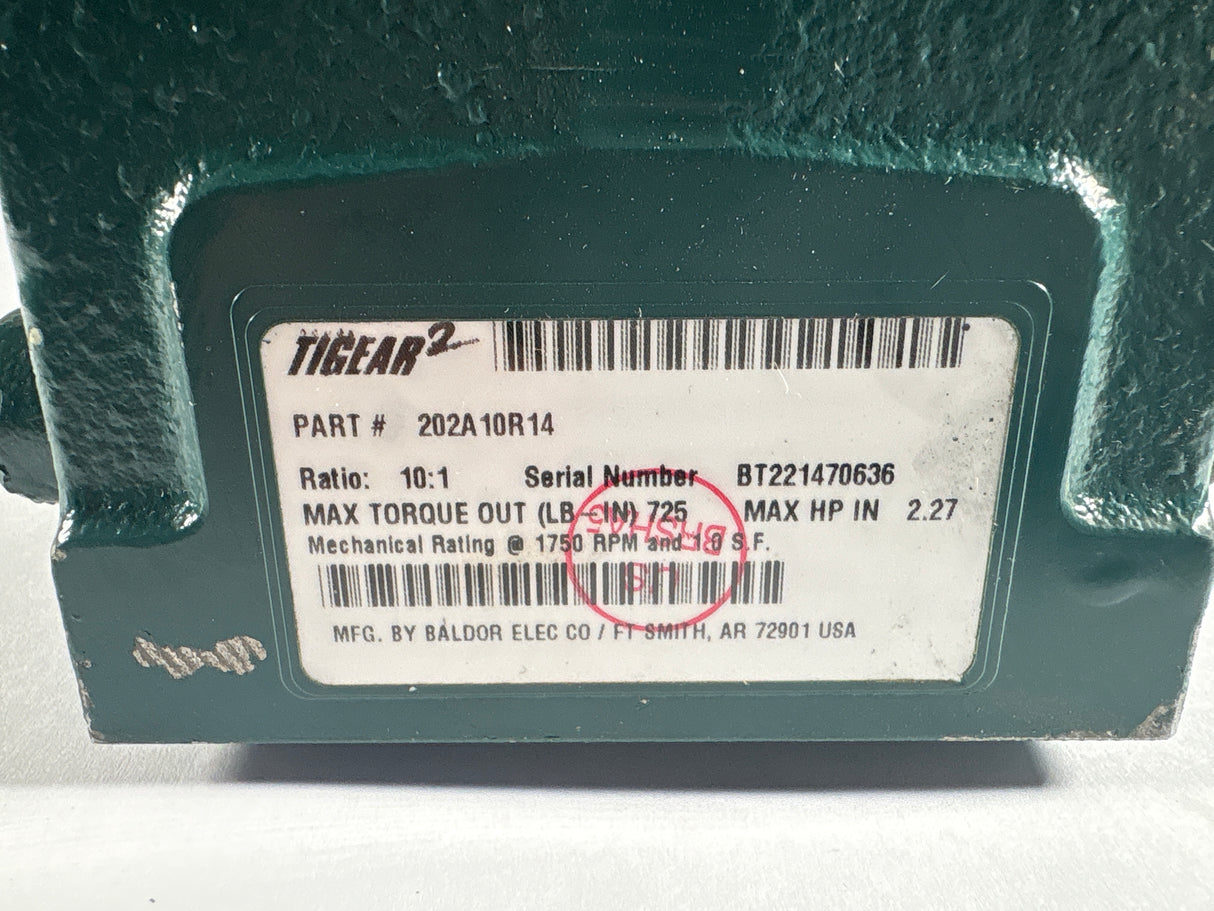 TIGEAR2
PART # 202A10R14
Ratio: 10:1 Serial Number BT221470636
MAX TORQUE OUT (LB-IN) 725 MAX HP IN 2.27
Mechanical Rating @ 1750 RPM and 1.0 S.F.
MFG. BY BALDOR ELEC CO / FT SMITH, AR 72901 USA